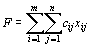 F = \sum_{i=1}^{m} \sum_{j=1}^{n} c_{ij} x_{ij}